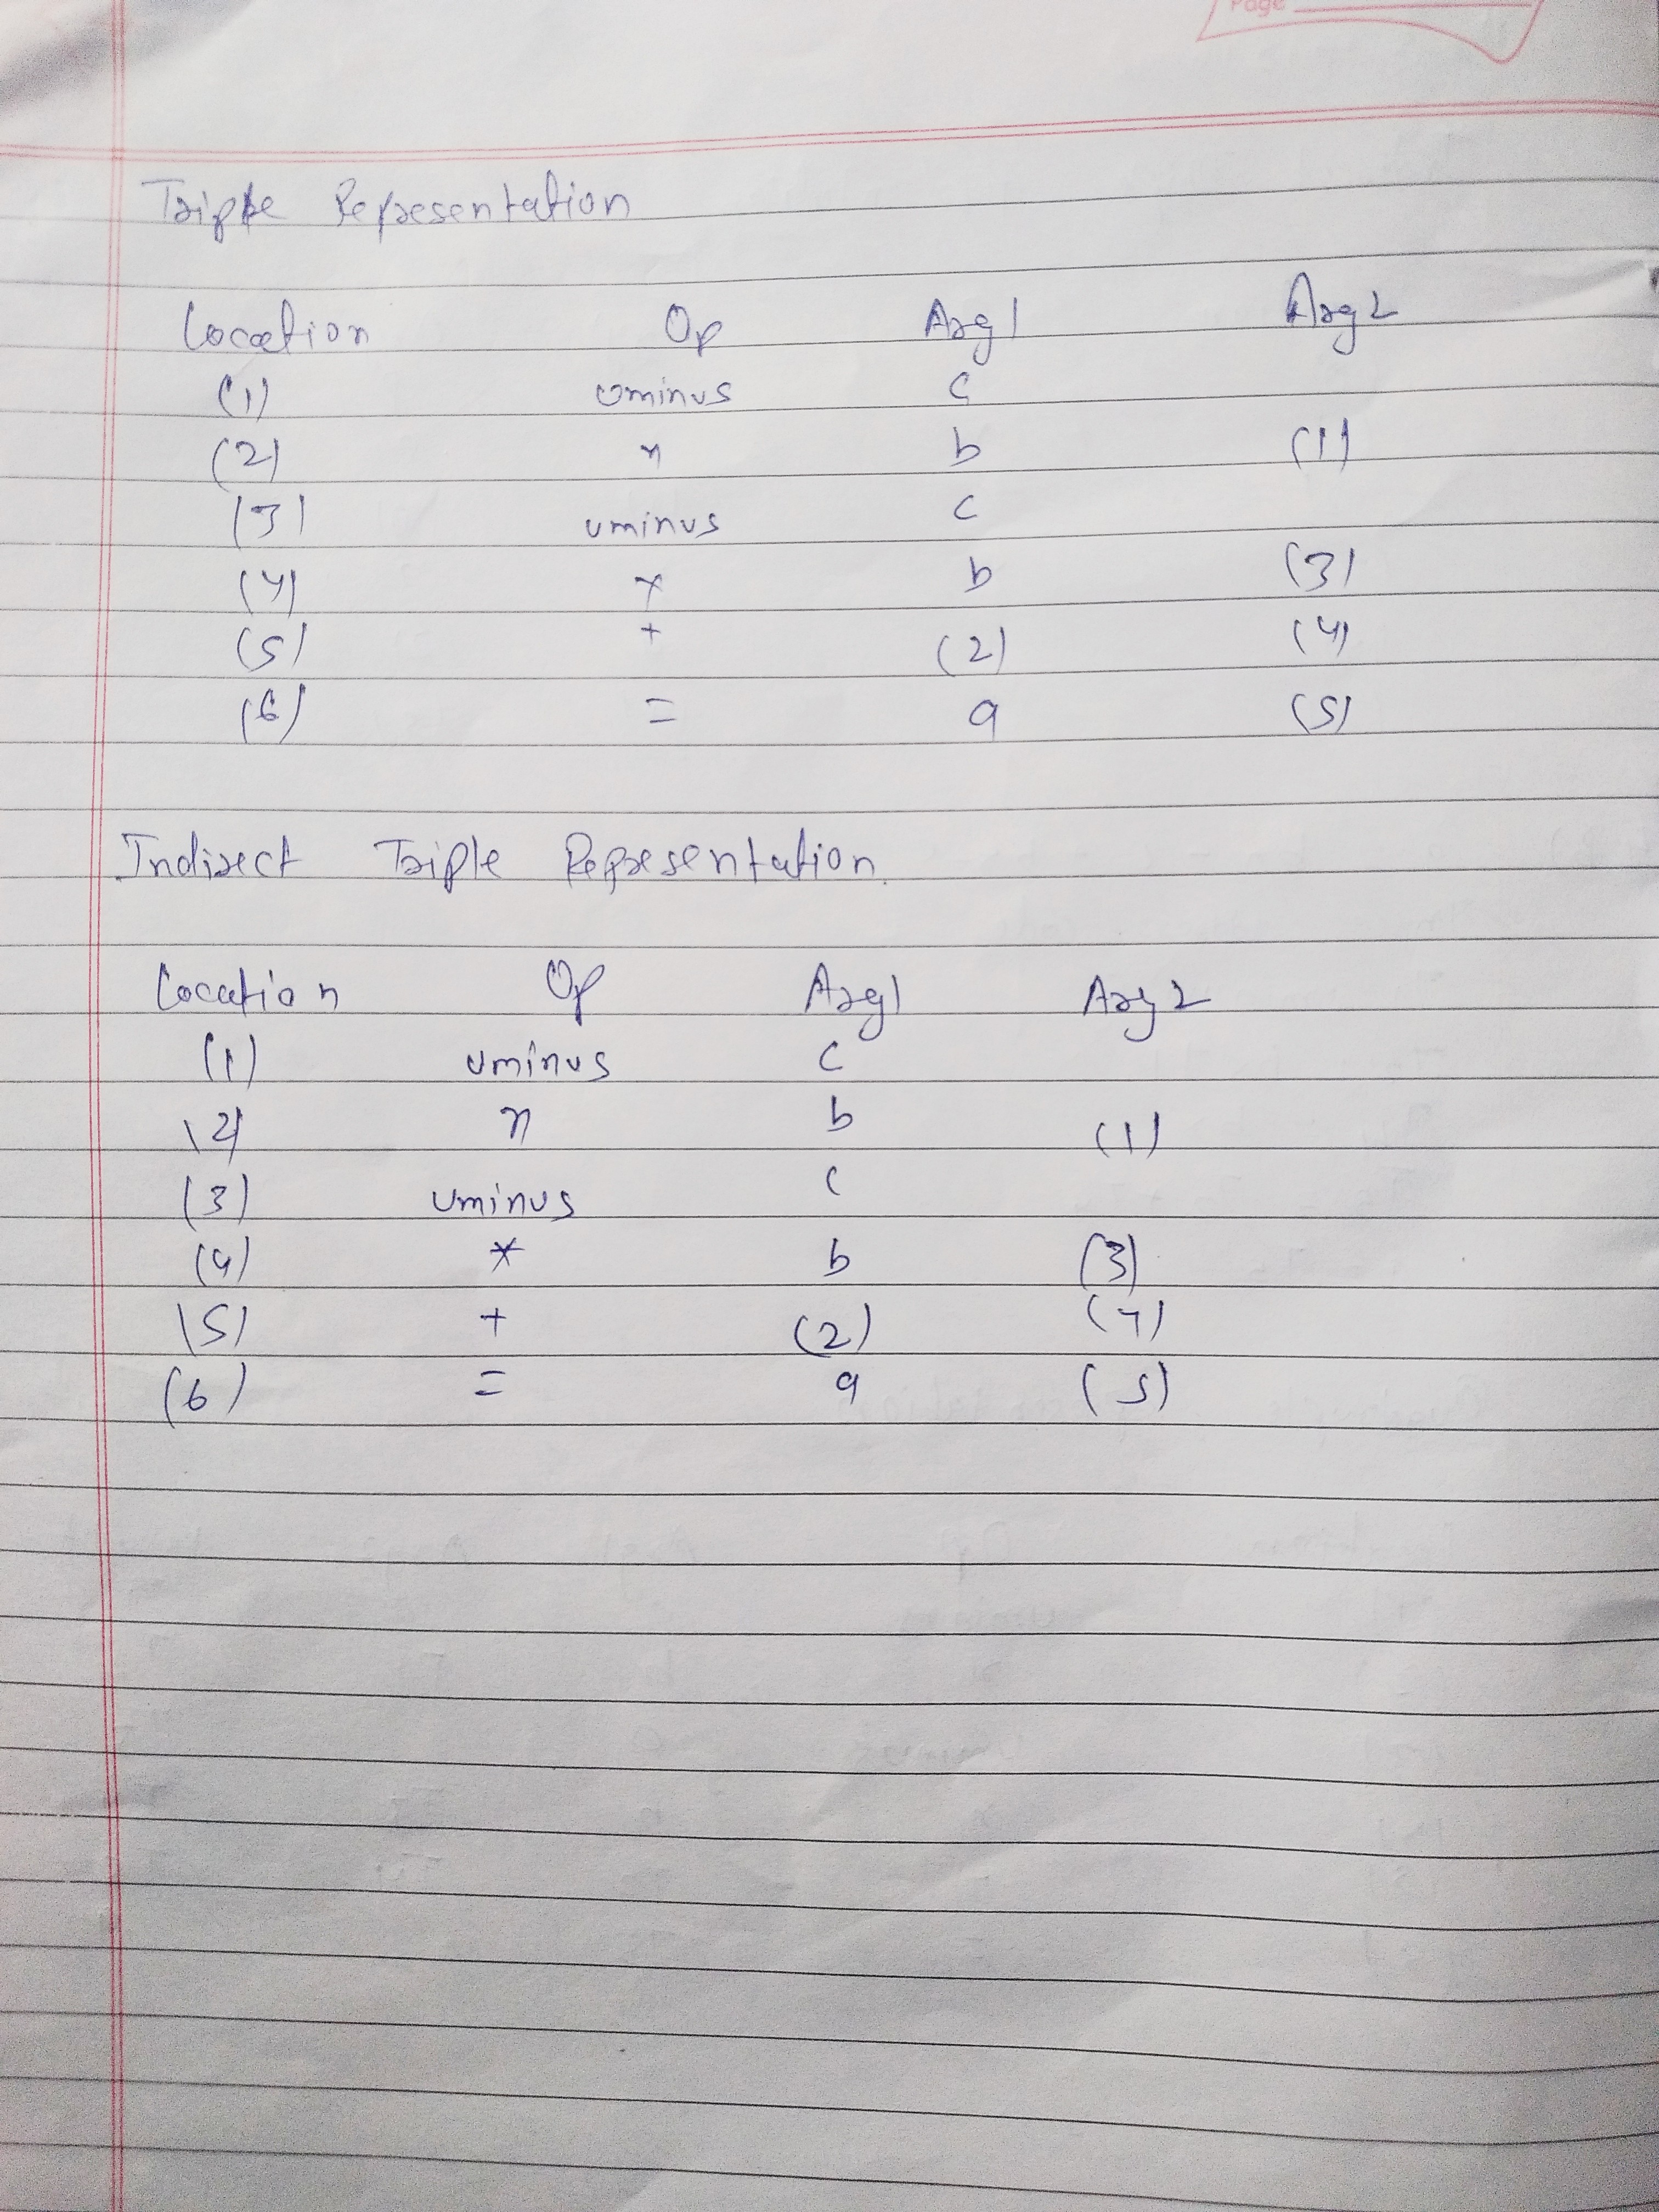 Page
Triple Representation
Location Op Arg1 Arg2
(1) uminus c
(2) x b (1)
(3) uminus c
(4) x b (3)
(5) + (2) (4)
(6) = a (5)
Indirect Triple Representation.
Location Op Arg1 Arg2
(1) uminus c
(2) x b (1)
(3) uminus c
(4) * b (3)
(5) + (2) (4)
(6) = a (5)